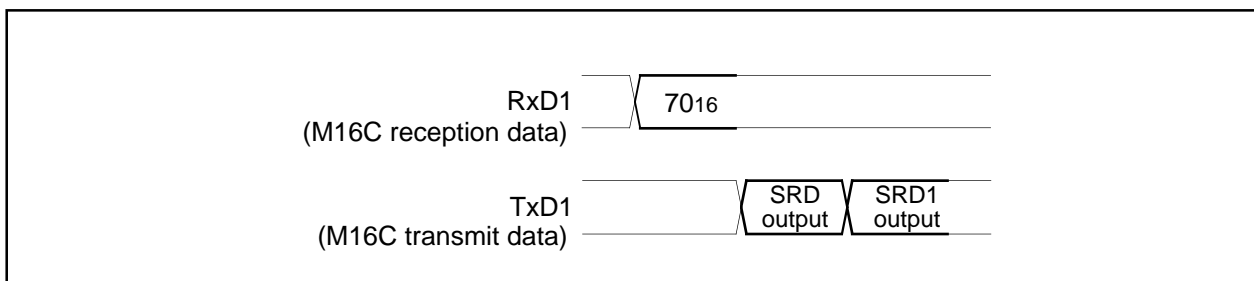 RxD1
(M16C reception data)
7016
TxD1
(M16C transmit data)
SRD
output
SRD1
output